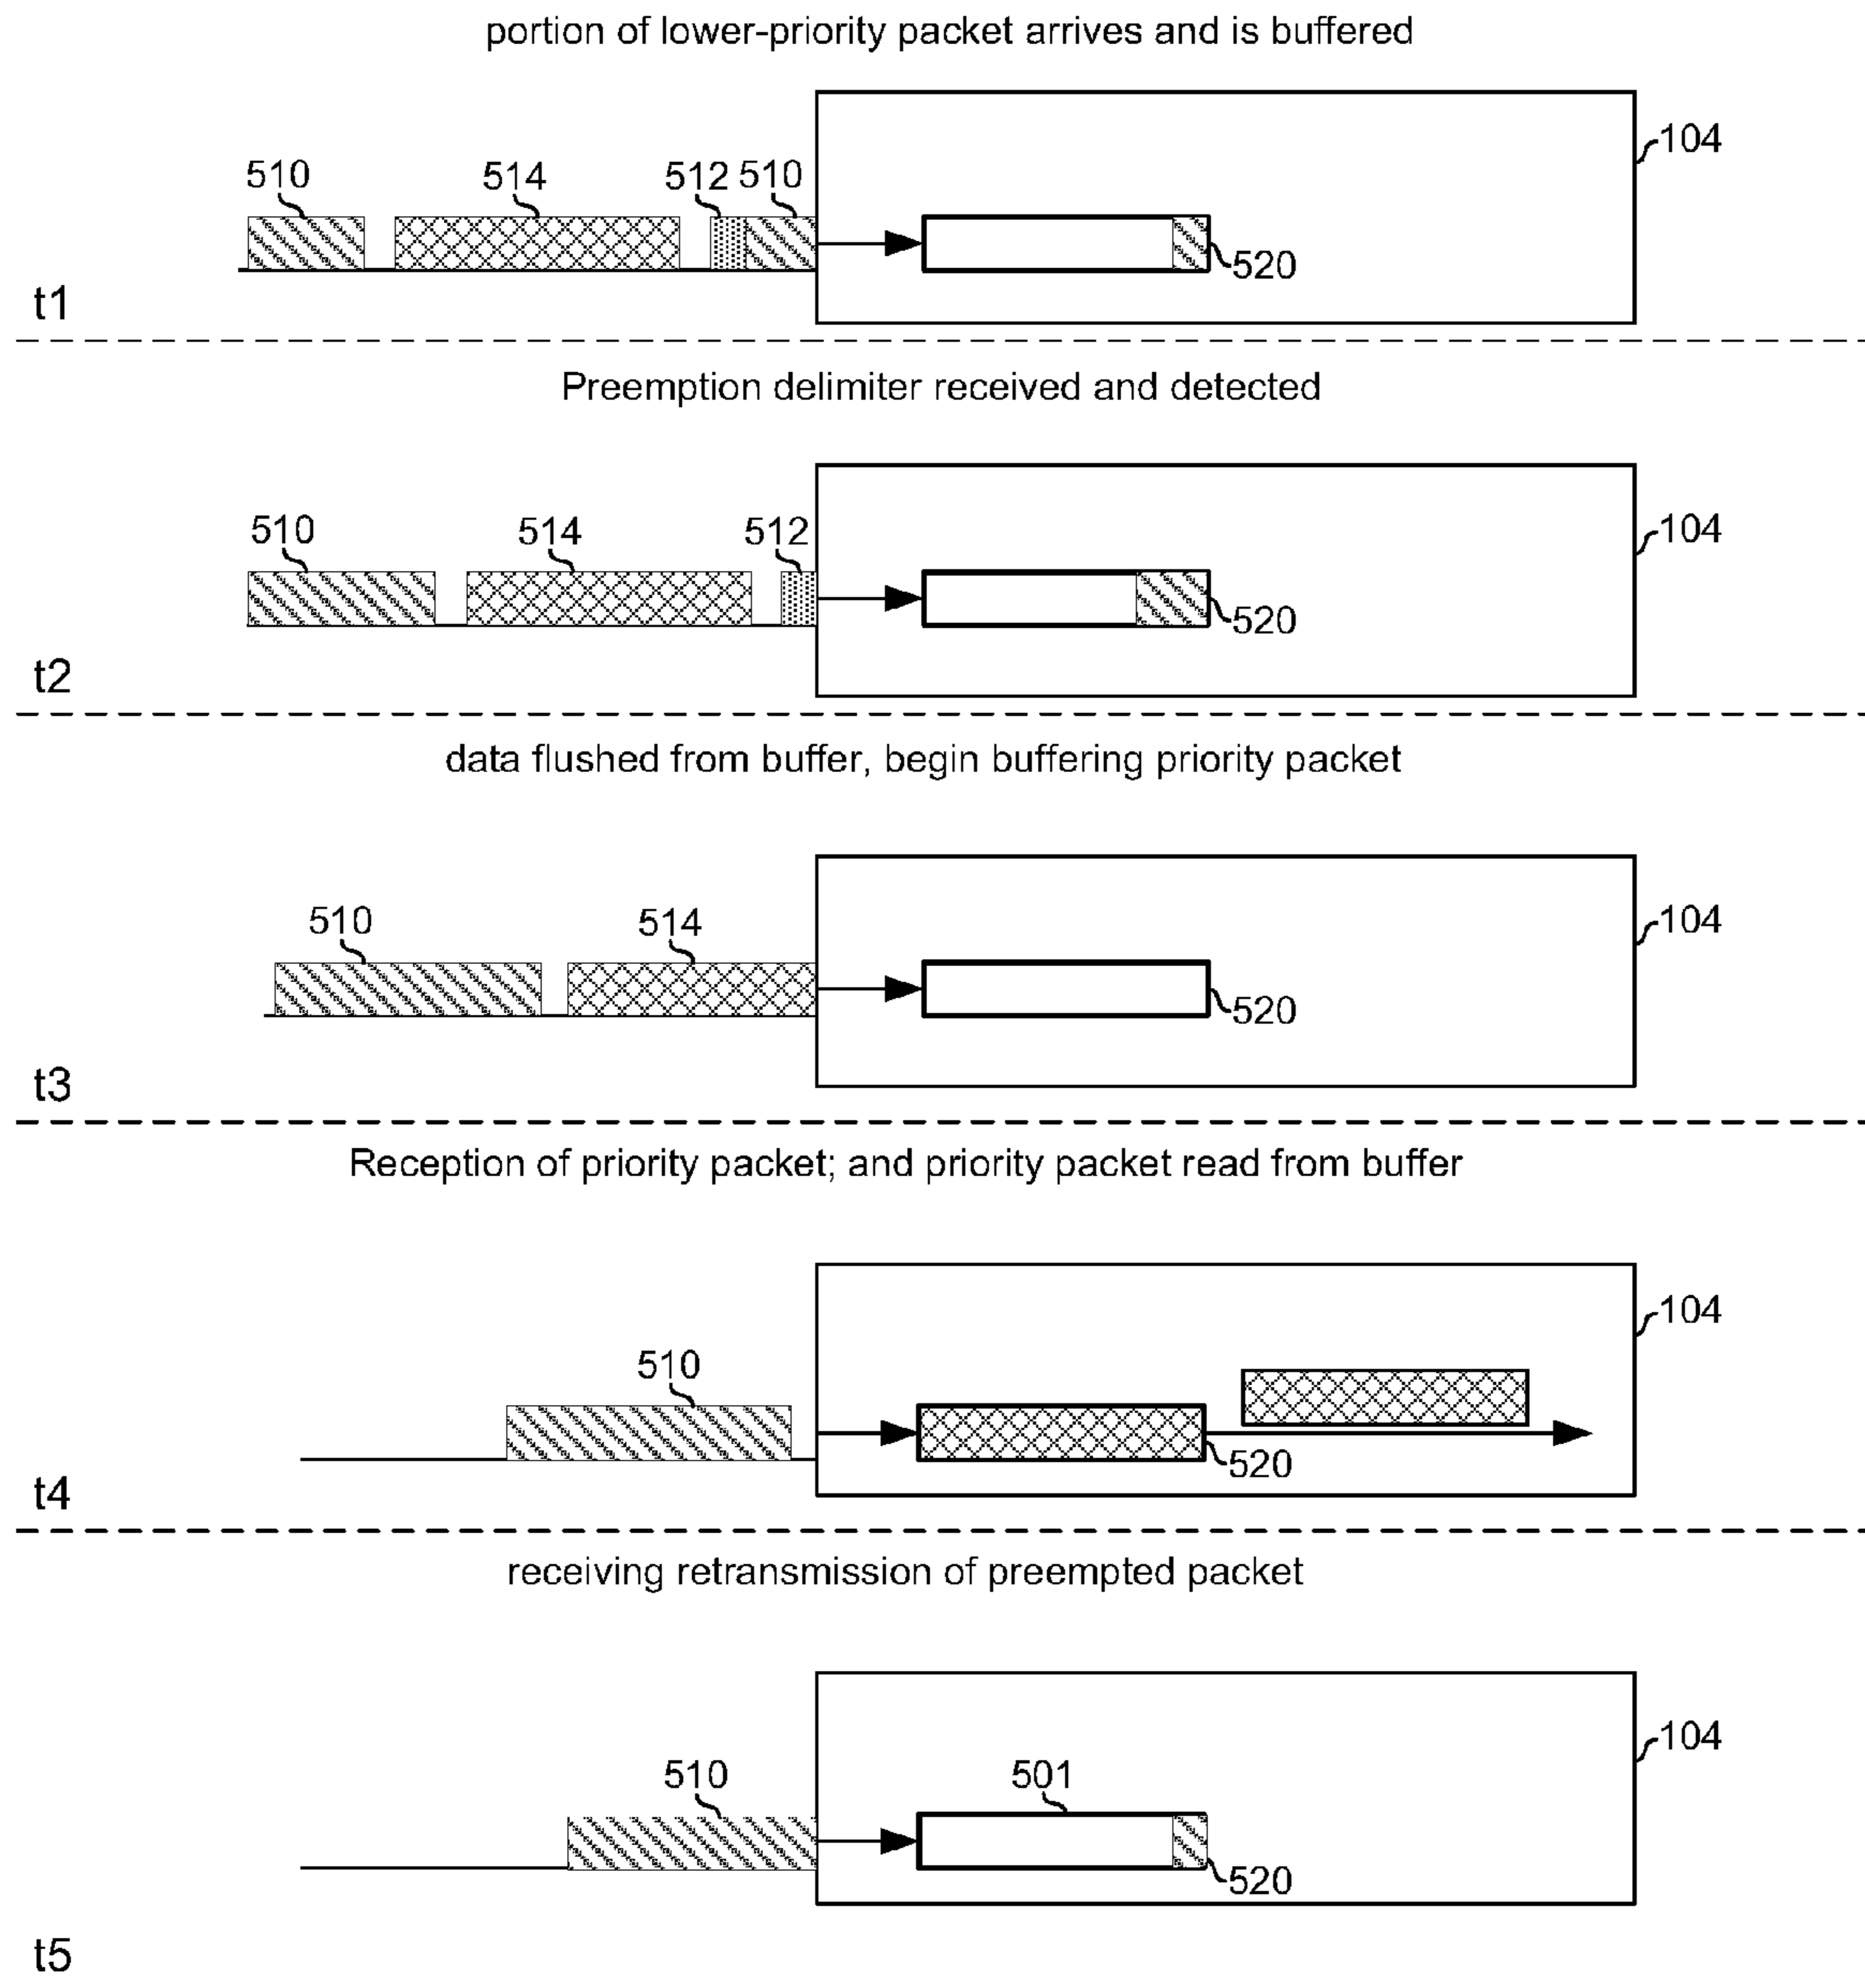 portion of lower-priority packet arrives and is buffered
104
510 514 512 510
520
t1
Preemption delimiter received and detected
104
510 514 512
520
t2
data flushed from buffer, begin buffering priority packet
104
510 514
520
t3
Reception of priority packet; and priority packet read from buffer
104
510
520
t4
receiving retransmission of preempted packet
104
510 501
520
t5